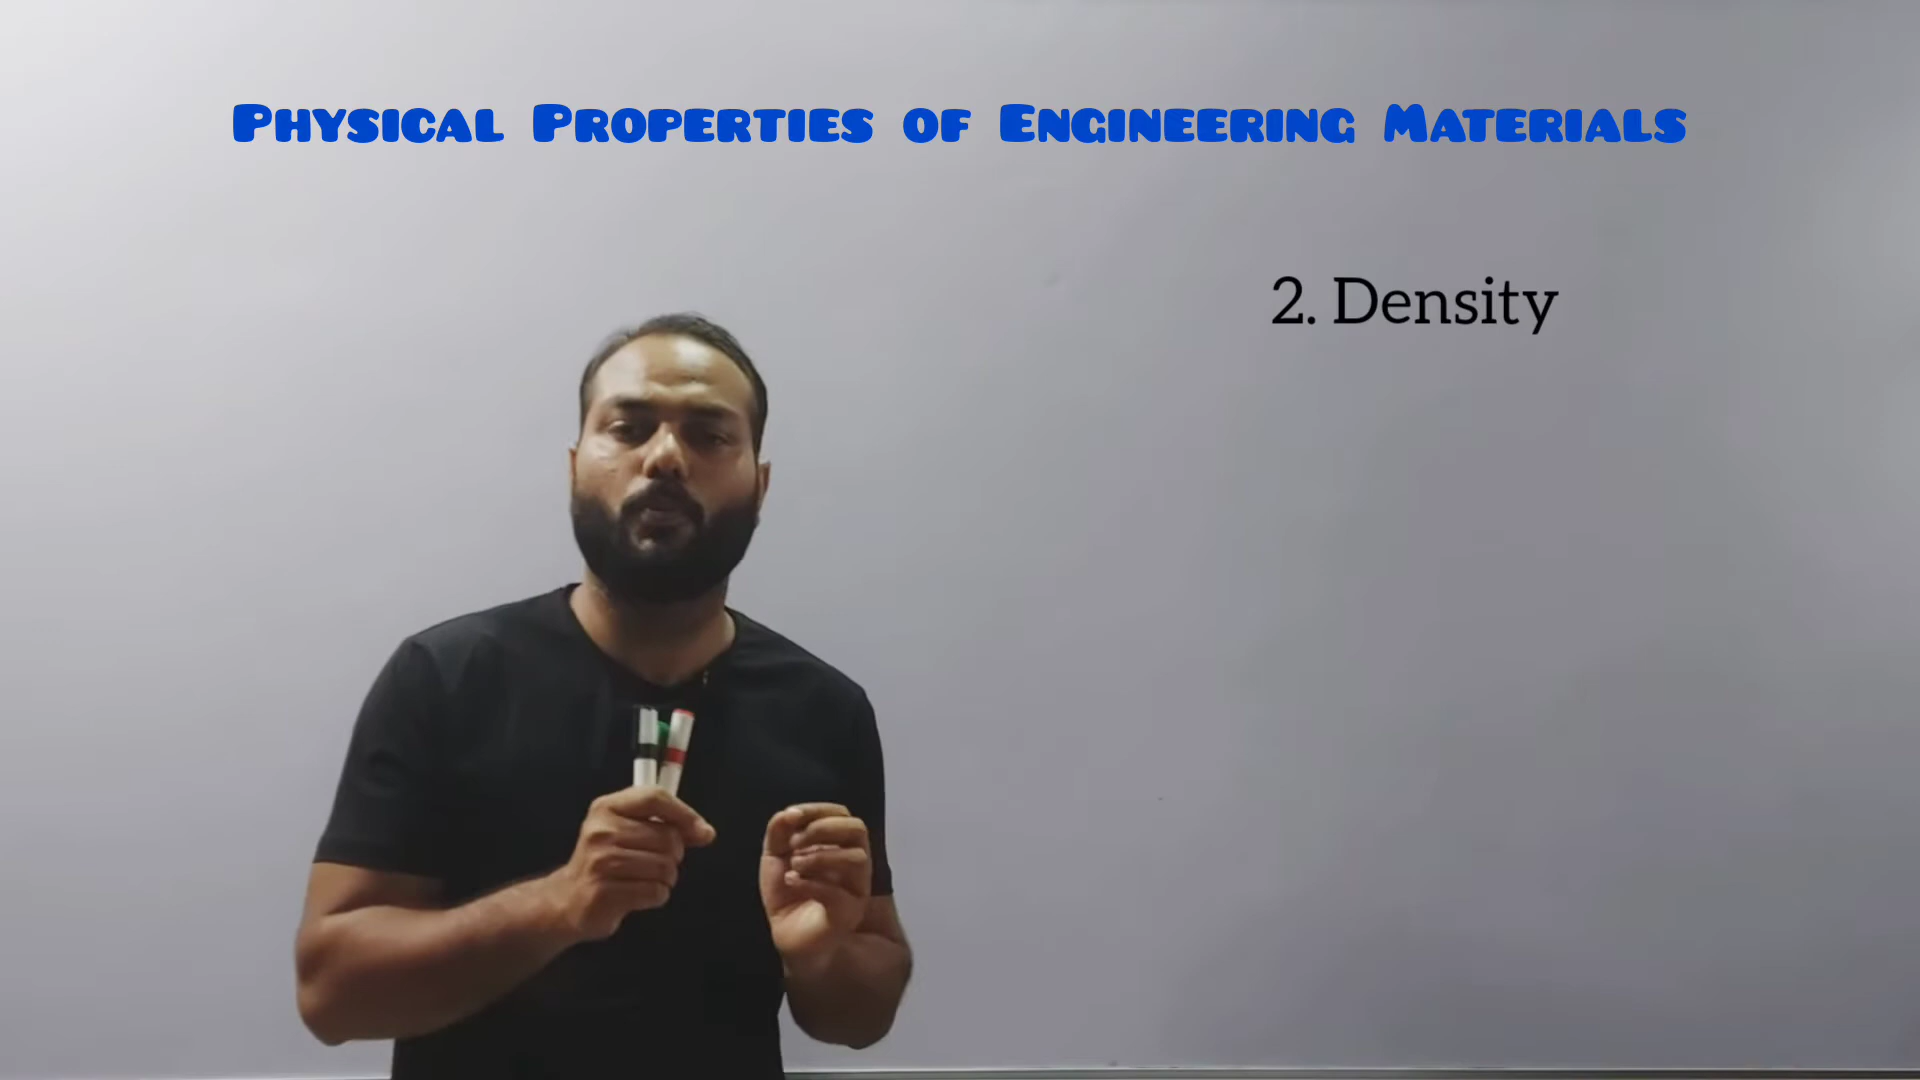 Physical Properties of Engineering Materials
2. Density